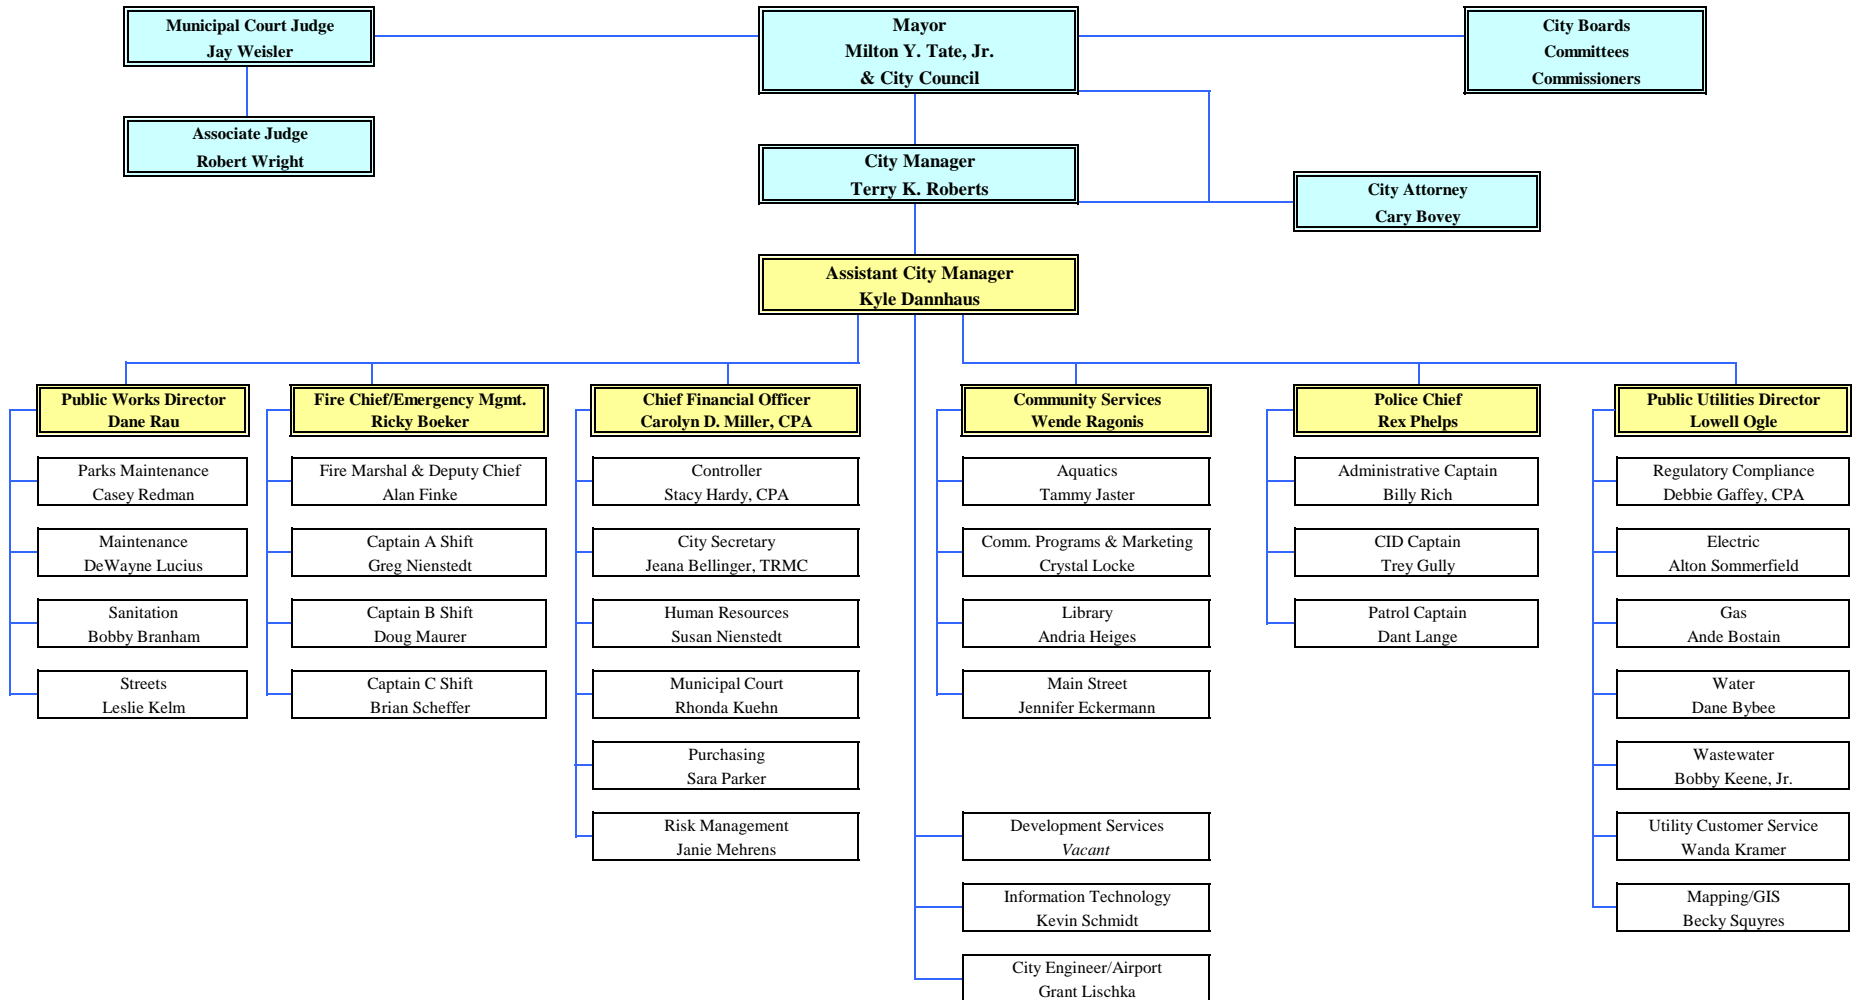 Municipal Court Judge
Jay Weisler
Mayor
Milton Y. Tate, Jr.
& City Council
City Boards
Committees
Commissioners
Associate Judge
Robert Wright
City Manager
Terry K. Roberts
City Attorney
Cary Bovey
Assistant City Manager
Kyle Dannhaus
Public Works Director
Dane Rau
Parks Maintenance
Casey Redman
Maintenance
DeWayne Lucius
Sanitation
Bobby Branham
Streets
Leslie Kelm
Fire Chief/Emergency Mgmt.
Ricky Boeker
Fire Marshal & Deputy Chief
Alan Finke
Captain A Shift
Greg Nienstedt
Captain B Shift
Doug Maurer
Captain C Shift
Brian Scheffer
Chief Financial Officer
Carolyn D. Miller, CPA
Controller
Stacy Hardy, CPA
City Secretary
Jeana Bellinger, TRMC
Human Resources
Susan Nienstedt
Municipal Court
Rhonda Kuehn
Purchasing
Sara Parker
Risk Management
Janie Mehrens
Community Services
Wende Ragonis
Aquatics
Tammy Jaster
Comm. Programs & Marketing
Crystal Locke
Library
Andria Heiges
Main Street
Jennifer Eckermann
Development Services
Vacant
Information Technology
Kevin Schmidt
City Engineer/Airport
Grant Lischka
Police Chief
Rex Phelps
Administrative Captain
Billy Rich
CID Captain
Trey Gully
Patrol Captain
Dant Lange
Public Utilities Director
Lowell Ogle
Regulatory Compliance
Debbie Gaffey, CPA
Electric
Alton Sommerfield
Gas
Ande Bostain
Water
Dane Bybee
Wastewater
Bobby Keene, Jr.
Utility Customer Service
Wanda Kramer
Mapping/GIS
Becky Squyres